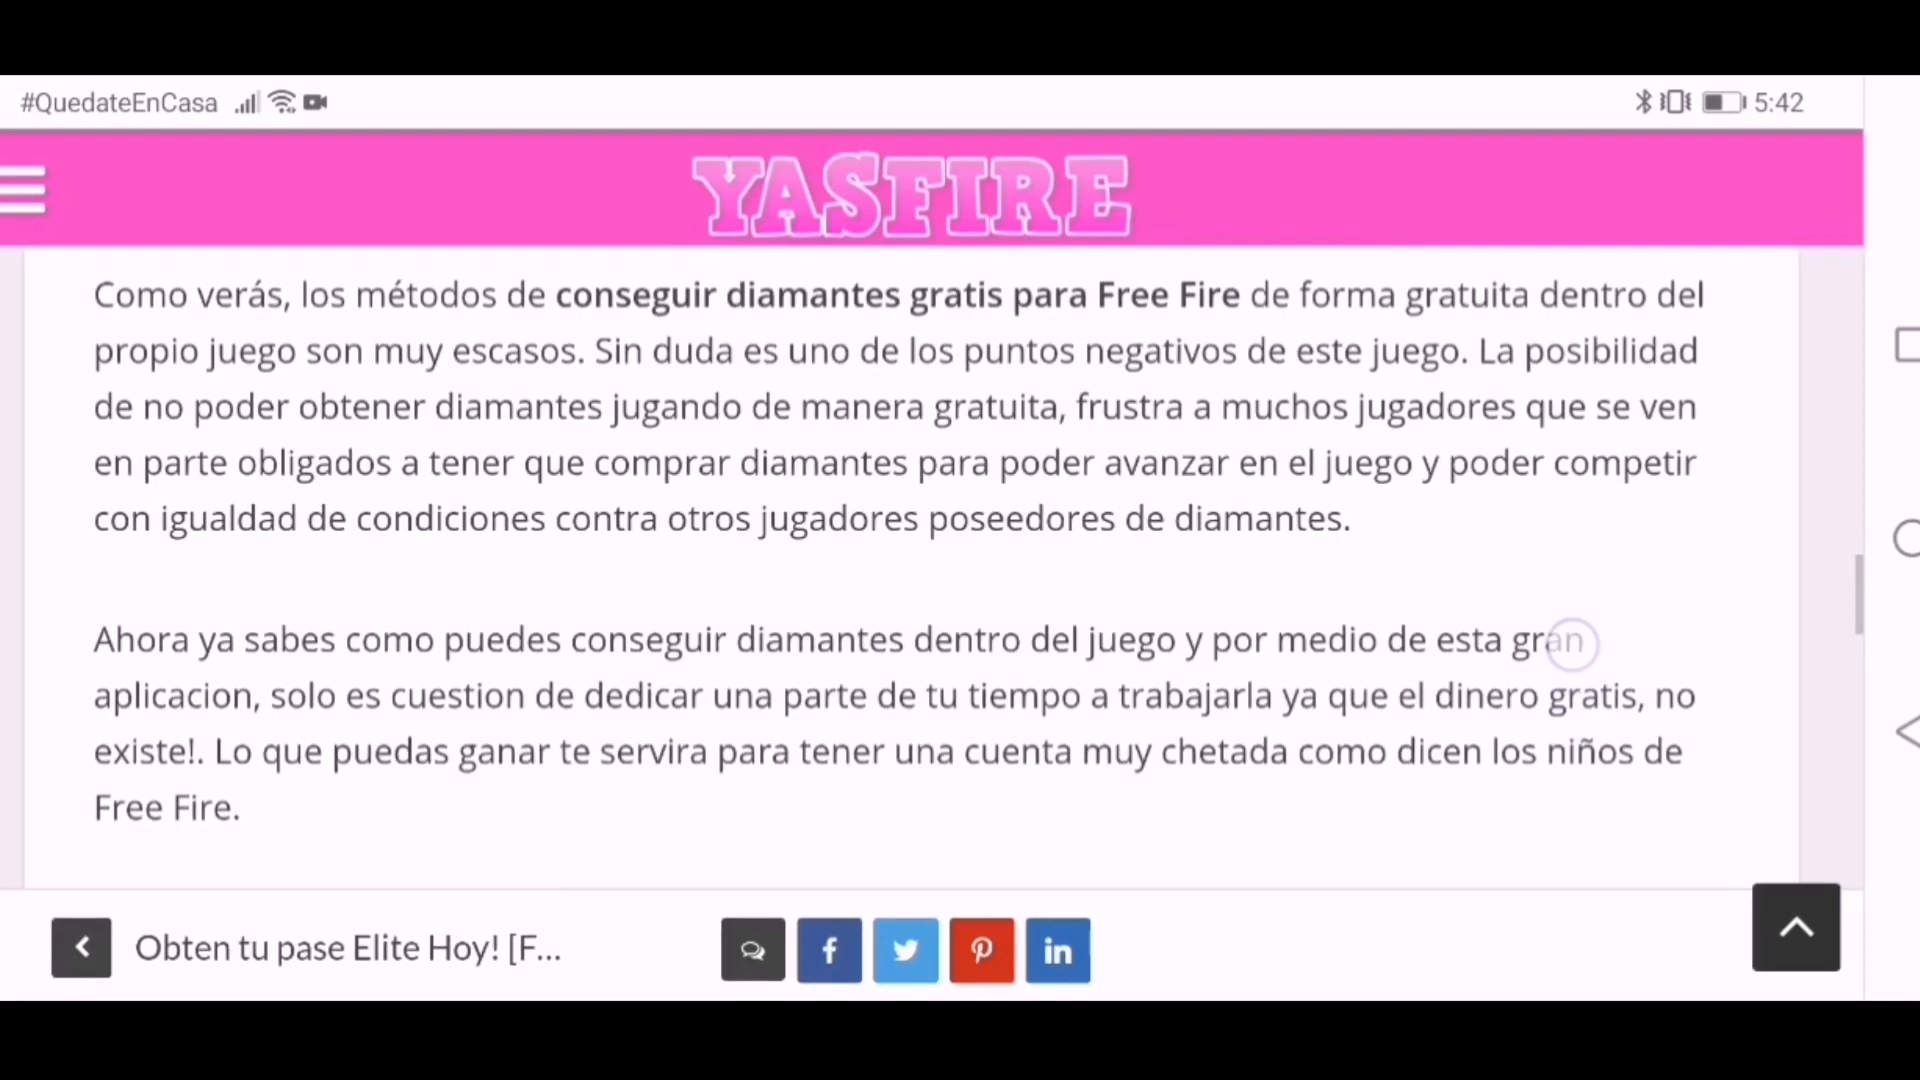 #QuedateEnCasa 5:42
YASFIRE
Como verás, los métodos de conseguir diamantes gratis para Free Fire de forma gratuita dentro del
propio juego son muy escasos. Sin duda es uno de los puntos negativos de este juego. La posibilidad
de no poder obtener diamantes jugando de manera gratuita, frustra a muchos jugadores que se ven
en parte obligados a tener que comprar diamantes para poder avanzar en el juego y poder competir
con igualdad de condiciones contra otros jugadores poseedores de diamantes.
Ahora ya sabes como puedes conseguir diamantes dentro del juego y por medio de esta gran
aplicacion, solo es cuestion de dedicar una parte de tu tiempo a trabajarla ya que el dinero gratis, no
existe!. Lo que puedas ganar te servira para tener una cuenta muy chetada como dicen los niños de
Free Fire.
Obten tu pase Elite Hoy! [F...